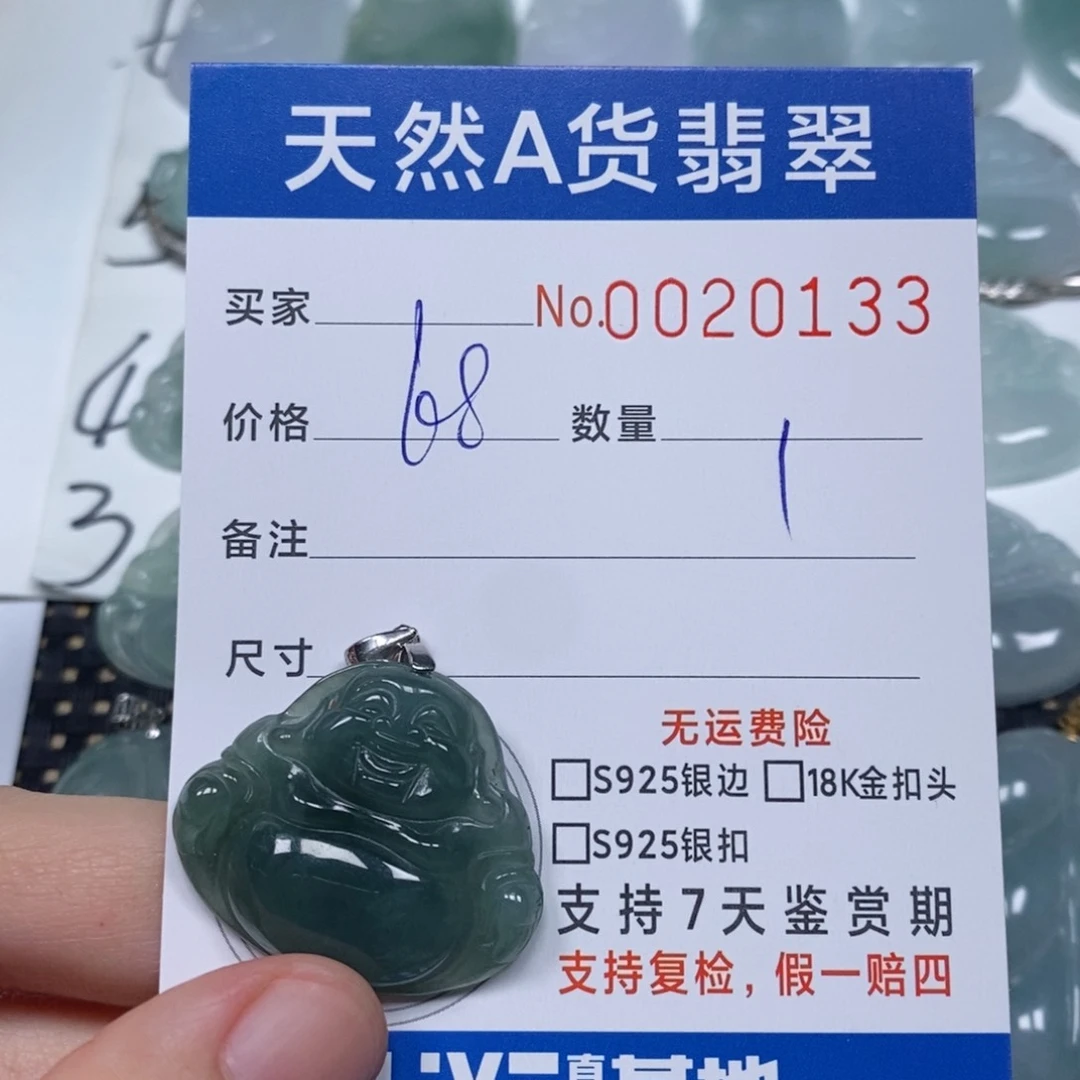 天然A货翡翠
买家 No.0020133
价格 68 数量 1
备注
尺寸
无运费险
□S925银边 □18K金扣头
□S925银扣
支持7天鉴赏期
支持复检，假一赔四
4
3